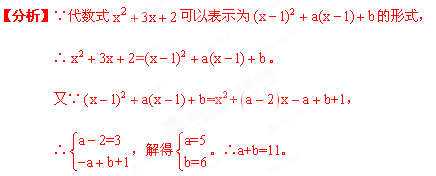 【分析】∵代数式 x² + 3x + 2 可以表示为 (x－1)² + a(x－1) + b 的形式，
∴ x² + 3x + 2=(x－1)² + a(x－1) + b 。
又∵ (x－1)² + a(x－1) + b=x² + (a－2)x－a + b+1，
∴ { a－2=3 －a + b+1 ，解得 { a=5 b=6 。∴a+b=11。